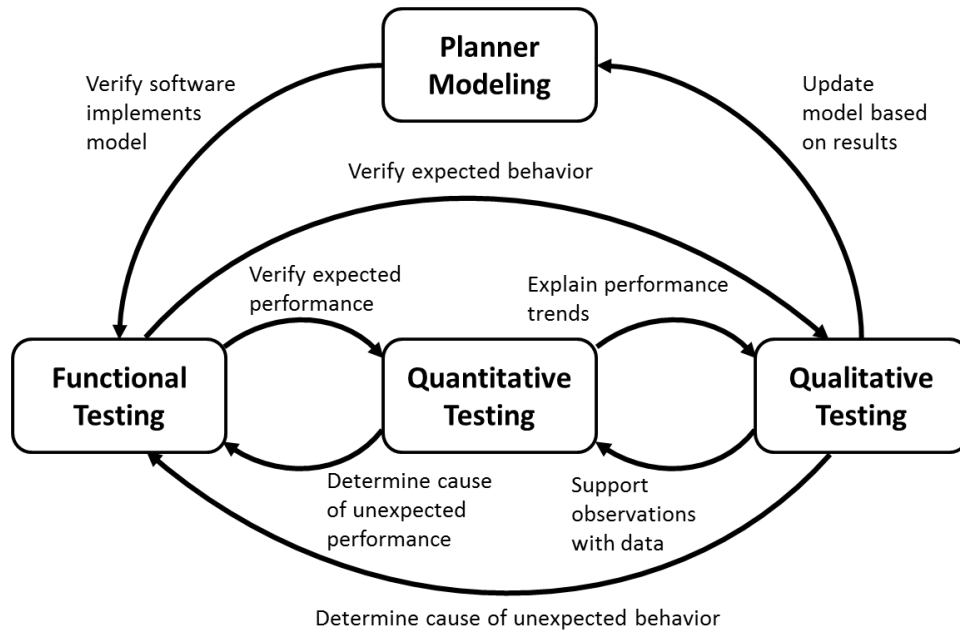 Planner
Modeling
Verify software
implements
model
Update
model based
on results
Verify expected behavior
Verify expected
performance
Explain performance
trends
Functional
Testing
Quantitative
Testing
Qualitative
Testing
Determine cause
of unexpected
performance
Support
observations
with data
Determine cause of unexpected behavior